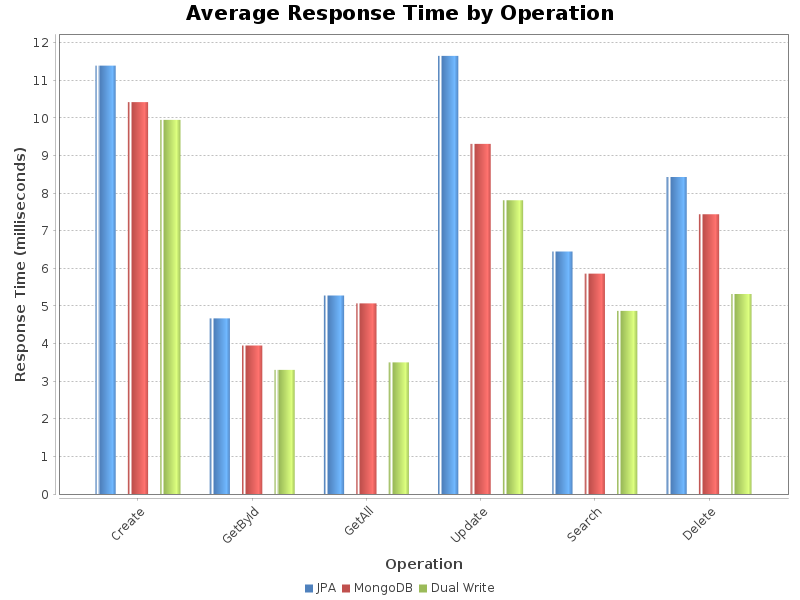 Average Response Time by Operation
Response Time (milliseconds)
12
11
10
9
8
7
6
5
4
3
2
1
0
Create
GetById
GetAll
Update
Search
Delete
Operation
JPA MongoDB Dual Write